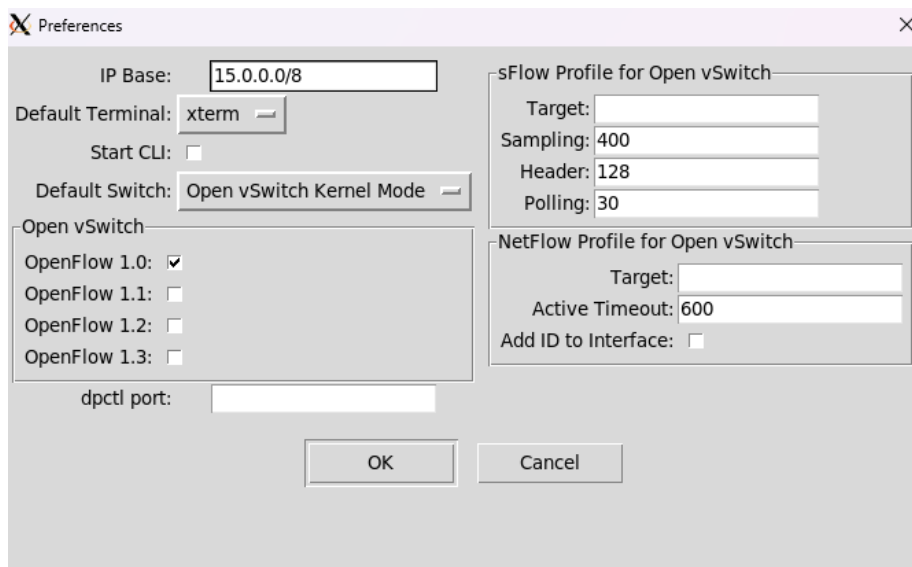 Preferences
IP Base: 15.0.0.0/8
Default Terminal: xterm
Start CLI:
Default Switch: Open vSwitch Kernel Mode
Open vSwitch
OpenFlow 1.0:
OpenFlow 1.1:
OpenFlow 1.2:
OpenFlow 1.3:
dpctl port:
sFlow Profile for Open vSwitch
Target:
Sampling: 400
Header: 128
Polling: 30
NetFlow Profile for Open vSwitch
Target:
Active Timeout: 600
Add ID to Interface:
OK
Cancel